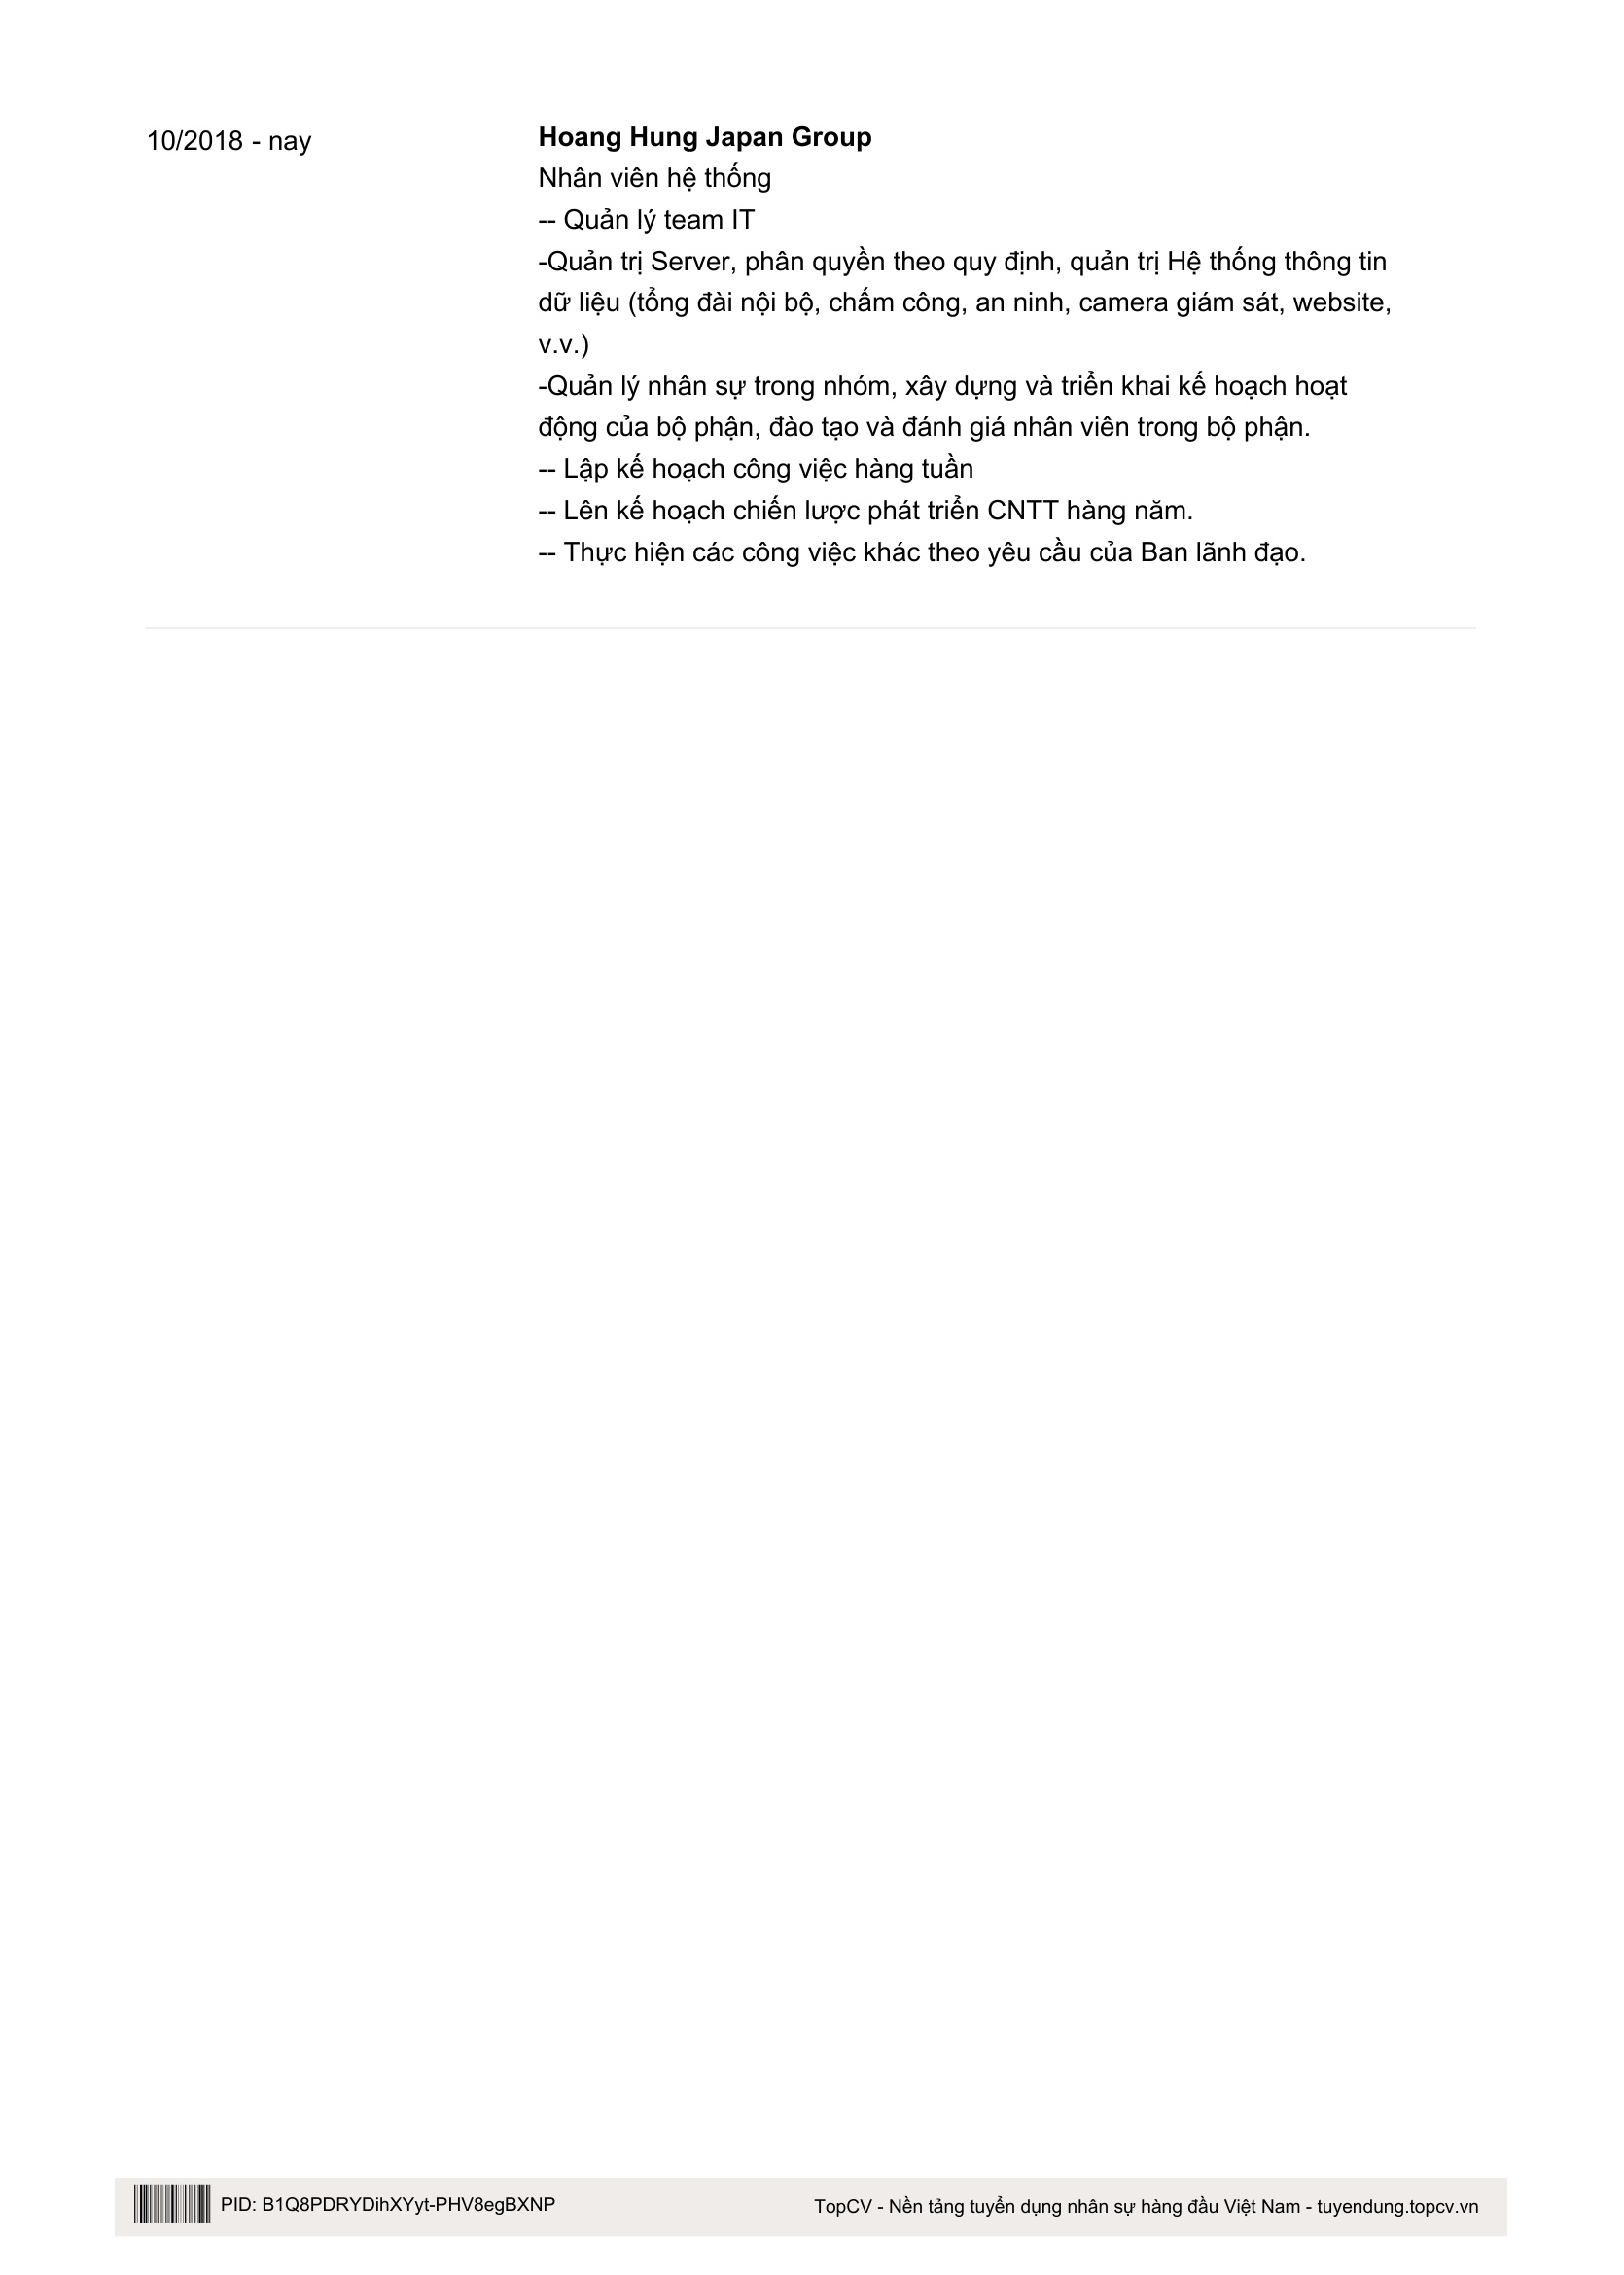 10/2018 - nay
Hoang Hung Japan Group
Nhân viên hệ thống
-- Quản lý team IT
-Quản trị Server, phân quyền theo quy định, quản trị Hệ thống thông tin
dữ liệu (tổng đài nội bộ, chấm công, an ninh, camera giám sát, website,
v.v.)
-Quản lý nhân sự trong nhóm, xây dựng và triển khai kế hoạch hoạt
động của bộ phận, đào tạo và đánh giá nhân viên trong bộ phận.
-- Lập kế hoạch công việc hàng tuần
-- Lên kế hoạch chiến lược phát triển CNTT hàng năm.
-- Thực hiện các công việc khác theo yêu cầu của Ban lãnh đạo.
PID: B1Q8PDRYDihXYyt-PHV8egBXNP
TopCV - Nền tảng tuyển dụng nhân sự hàng đầu Việt Nam - tuyendung.topcv.vn